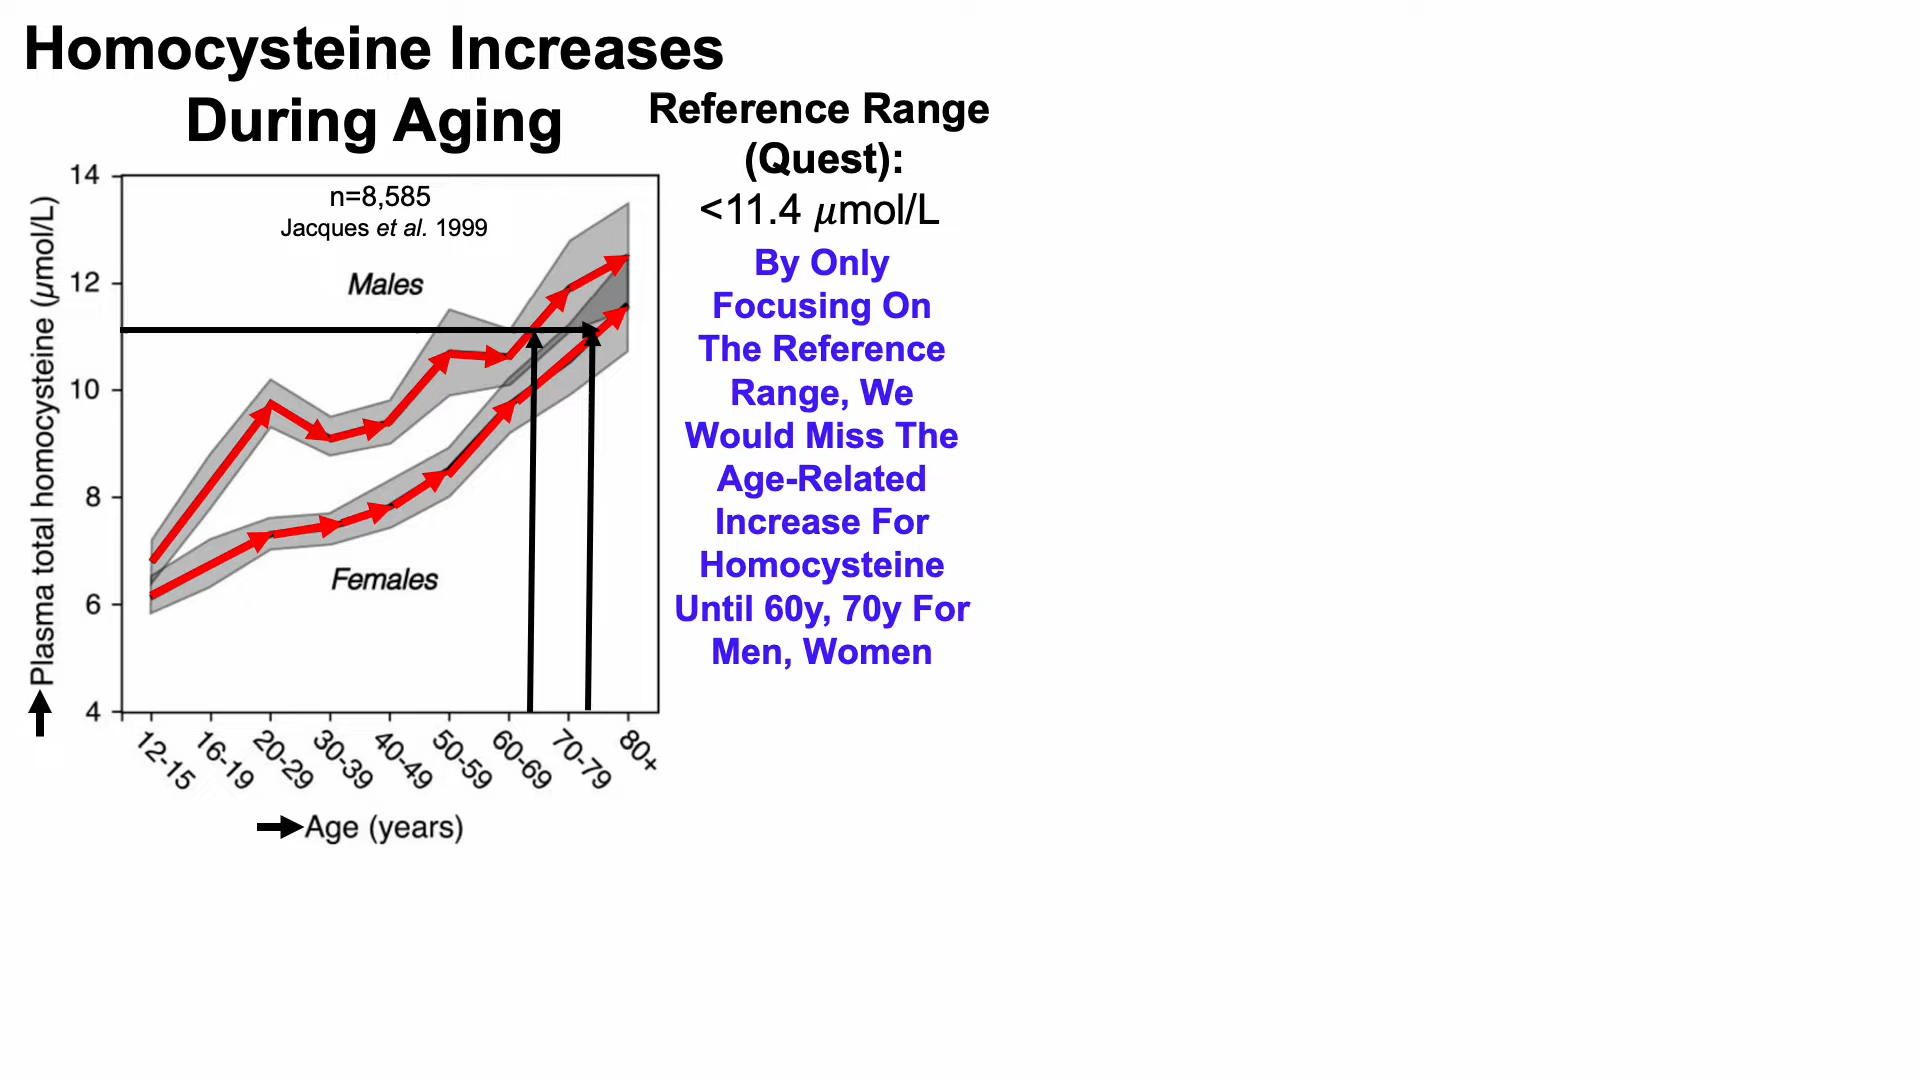 Homocysteine Increases
During Aging
Reference Range
(Quest):
<11.4 μmol/L
By Only
Focusing On
The Reference
Range, We
Would Miss The
Age-Related
Increase For
Homocysteine
Until 60y, 70y For
Men, Women
n=8,585
Jacques et al. 1999
Males
Females
Plasma total homocysteine (μmol/L)
14
12
10
8
6
4
12-15
16-19
20-29
30-39
40-49
50-59
60-69
70-79
80+
Age (years)